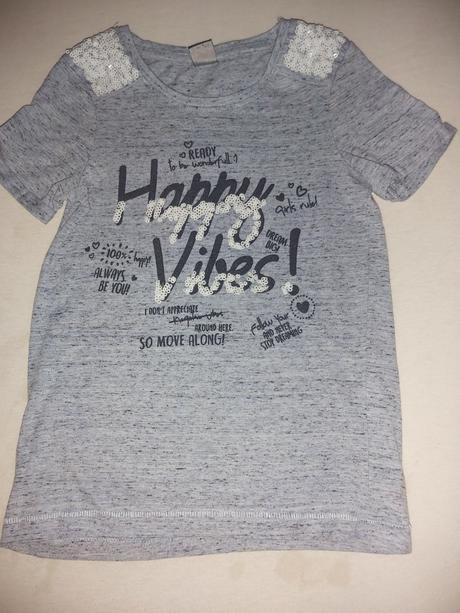 READY
to be wonderfull :)
Happy
girls rule!
DREAM
BIG!
Vibes!
100%
happy!
ALWAYS
BE YOU!
I DON'T APPRECIATE
AROUND HERE.
SO MOVE ALONG!
Follow Your
AND NEVER
STOP DREAMING